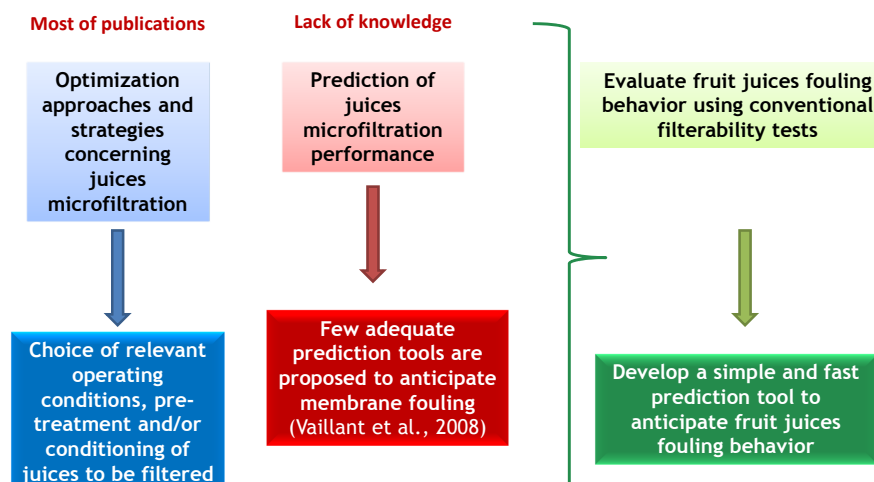 Most of publications
Optimization
approaches and
strategies
concerning
juices
microfiltration
Choice of relevant
operating
conditions, pre-
treatment and/or
conditioning of
juices to be filtered
Lack of knowledge
Prediction of
juices
microfiltration
performance
Few adequate
prediction tools are
proposed to anticipate
membrane fouling
(Vaillant et al., 2008)
Evaluate fruit juices fouling
behavior using conventional
filterability tests
Develop a simple and fast
prediction tool to
anticipate fruit juices
fouling behavior